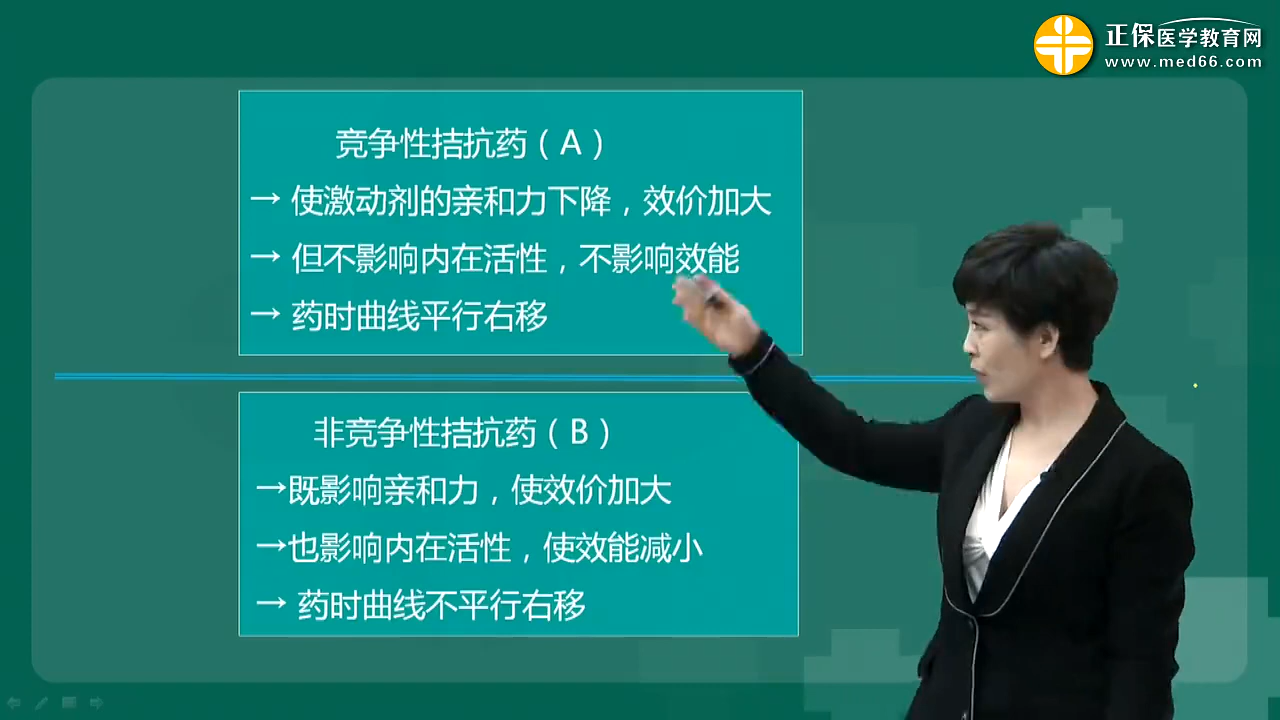 正保医学教育网
www.med66.com
竞争性拮抗药（A）
→ 使激动剂的亲和力下降，效价加大
→ 但不影响内在活性，不影响效能
→ 药时曲线平行右移
非竞争性拮抗药（B）
→既影响亲和力，使效价加大
→也影响内在活性，使效能减小
→ 药时曲线不平行右移